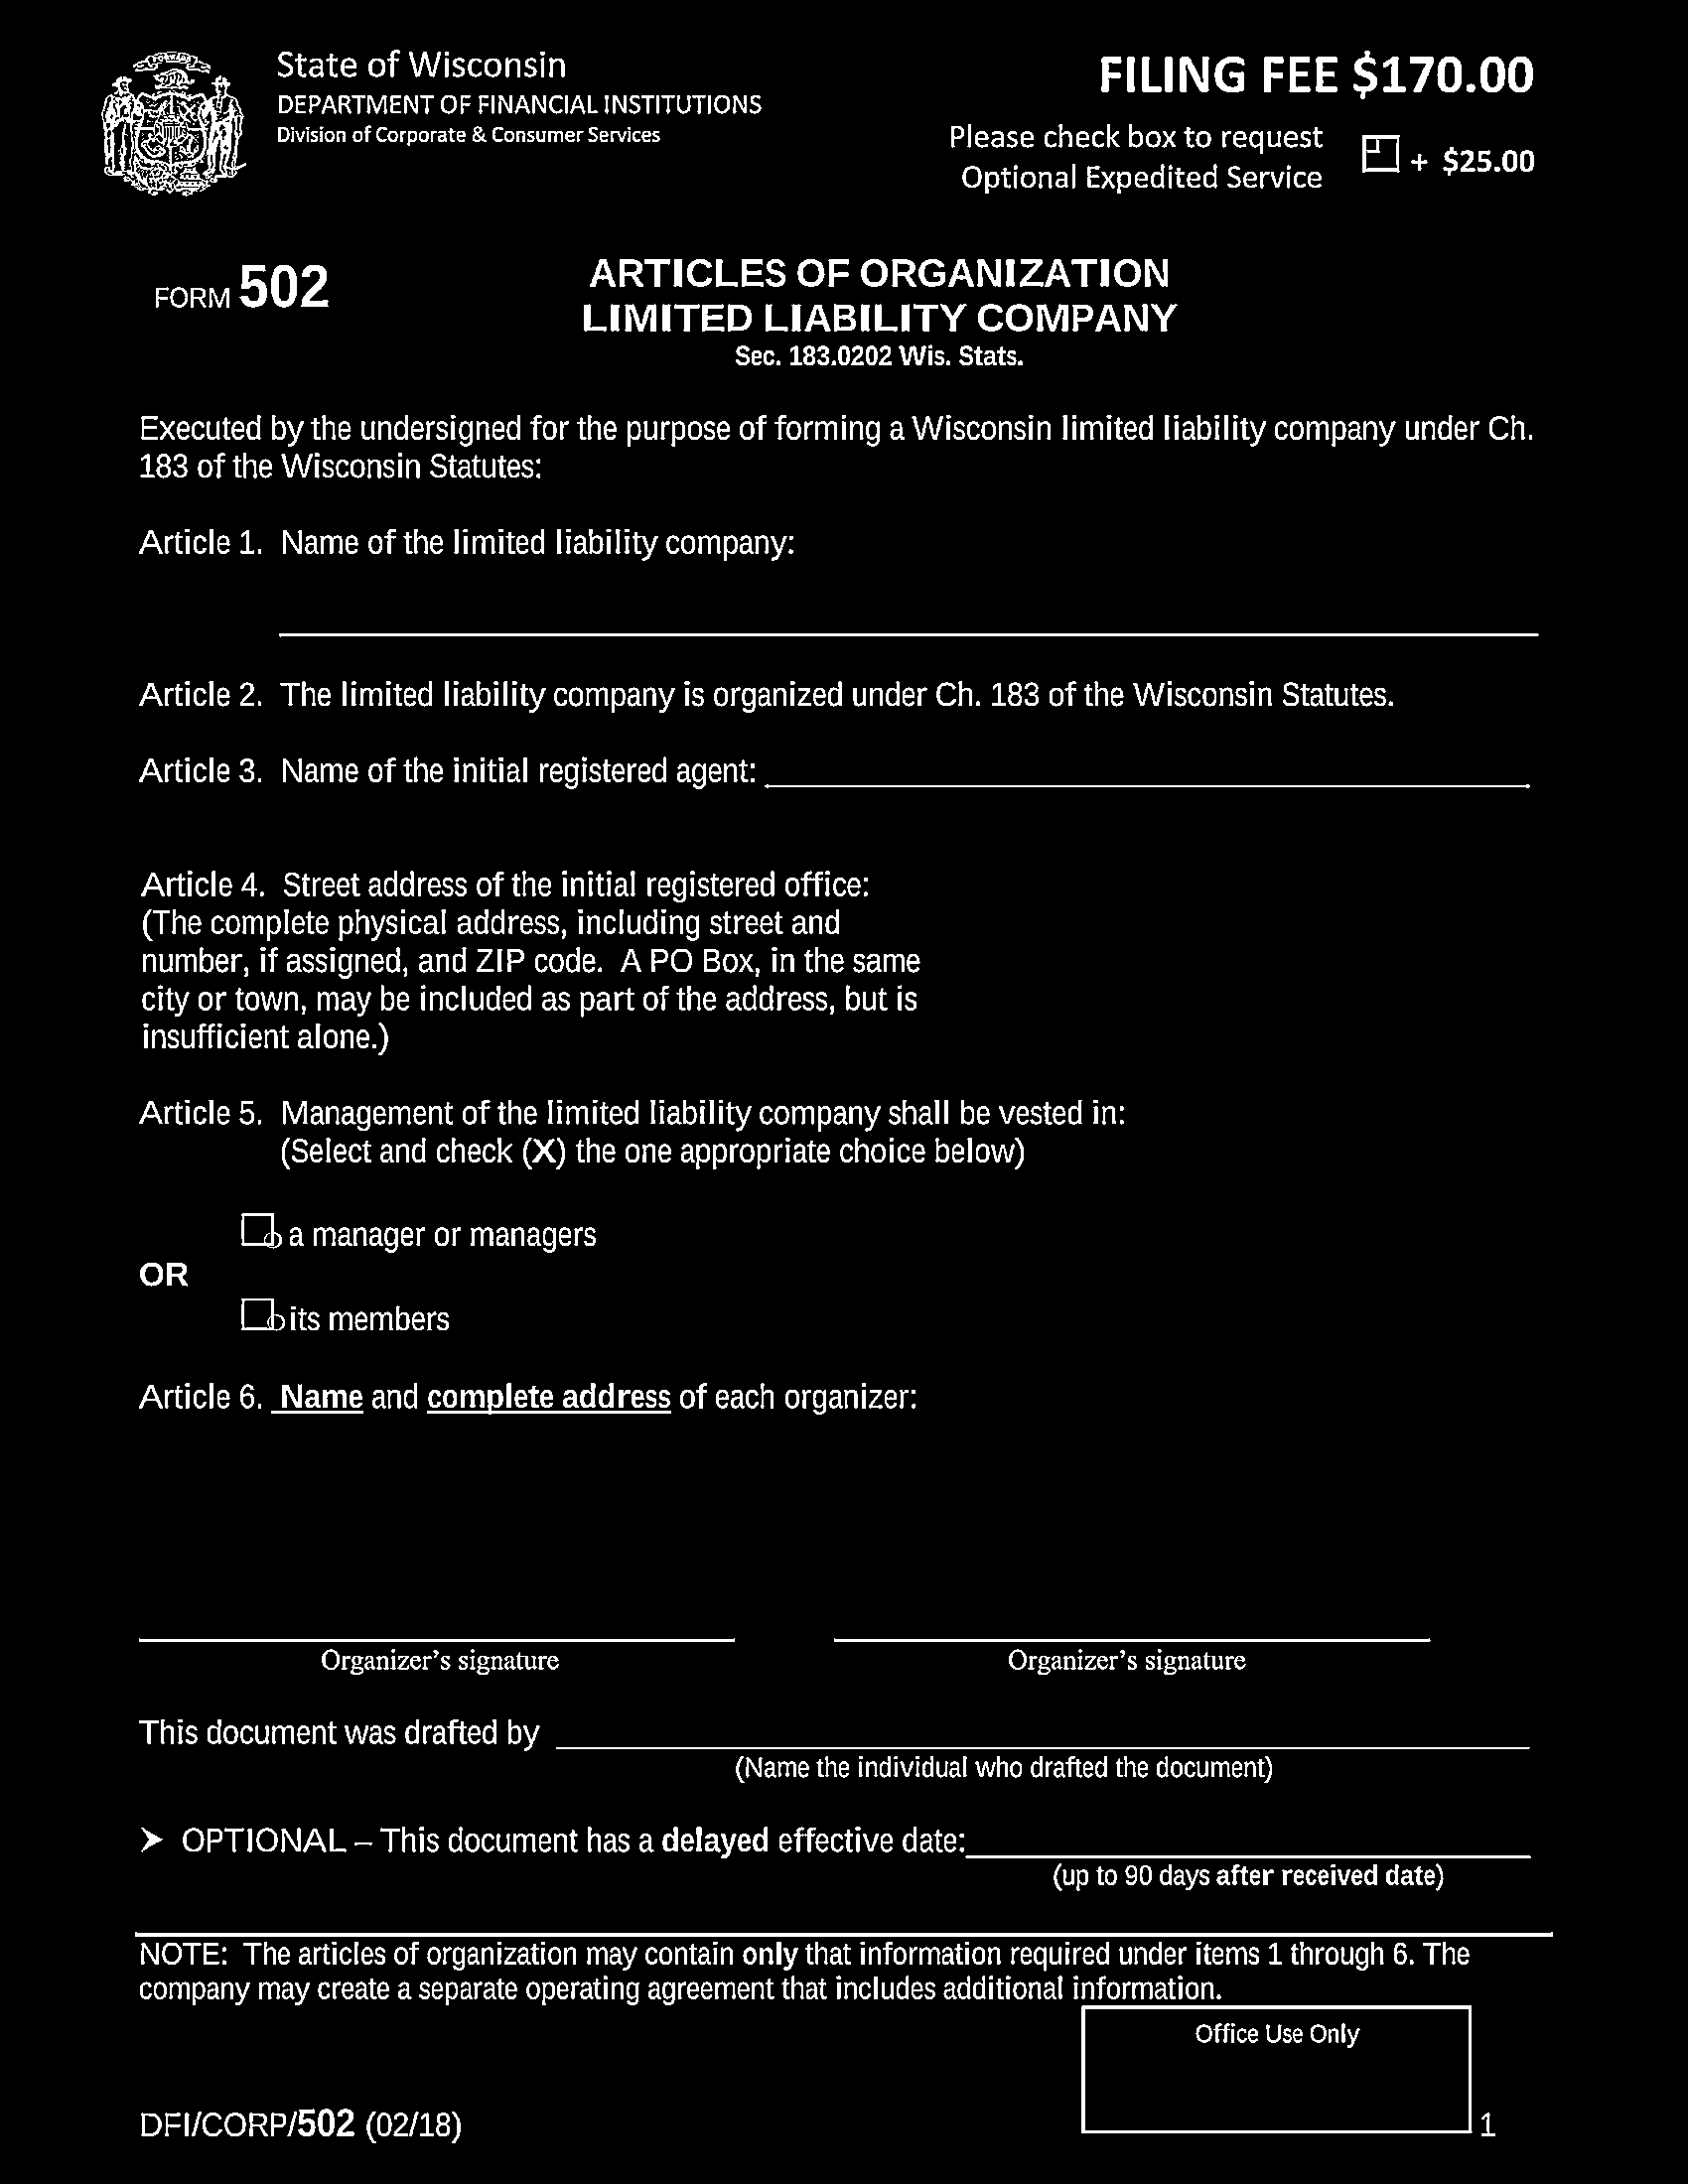 FORWARD
State of Wisconsin
DEPARTMENT OF FINANCIAL INSTITUTIONS
Division of Corporate & Consumer Services
FILING FEE $170.00
Please check box to request
Optional Expedited Service
+ $25.00
FORM 502
ARTICLES OF ORGANIZATION
LIMITED LIABILITY COMPANY
Sec. 183.0202 Wis. Stats.
Executed by the undersigned for the purpose of forming a Wisconsin limited liability company under Ch.
183 of the Wisconsin Statutes:
Article 1. Name of the limited liability company:
Article 2. The limited liability company is organized under Ch. 183 of the Wisconsin Statutes.
Article 3. Name of the initial registered agent:
Article 4. Street address of the initial registered office:
(The complete physical address, including street and
number, if assigned, and ZIP code. A PO Box, in the same
city or town, may be included as part of the address, but is
insufficient alone.)
Article 5. Management of the limited liability company shall be vested in:
(Select and check (X) the one appropriate choice below)
a manager or managers
OR
its members
Article 6. Name and complete address of each organizer:
Organizer’s signature
Organizer’s signature
This document was drafted by
(Name the individual who drafted the document)
➤ OPTIONAL – This document has a delayed effective date:
(up to 90 days after received date)
NOTE: The articles of organization may contain only that information required under items 1 through 6. The
company may create a separate operating agreement that includes additional information.
Office Use Only
DFI/CORP/502 (02/18)
1